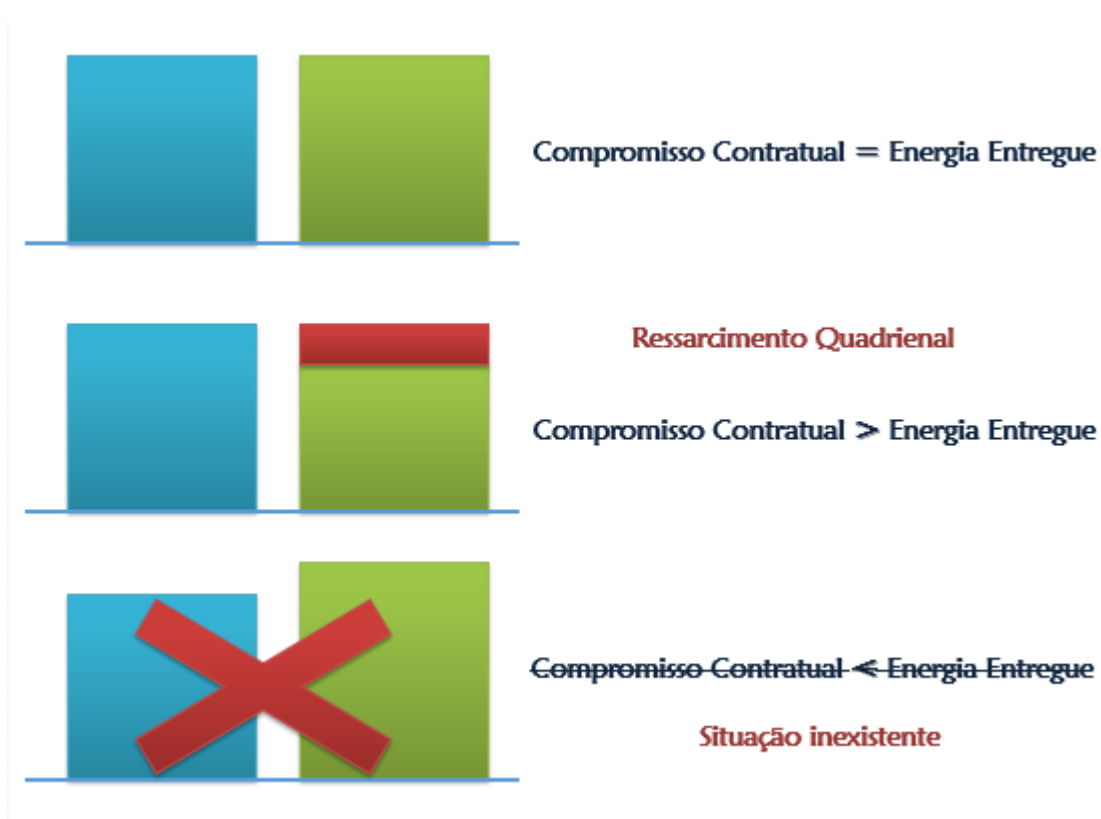 Compromisso Contratual = Energia Entregue
Ressarcimento Quadrienal
Compromisso Contratual > Energia Entregue
Compromisso Contratual < Energia Entregue
Situação inexistente